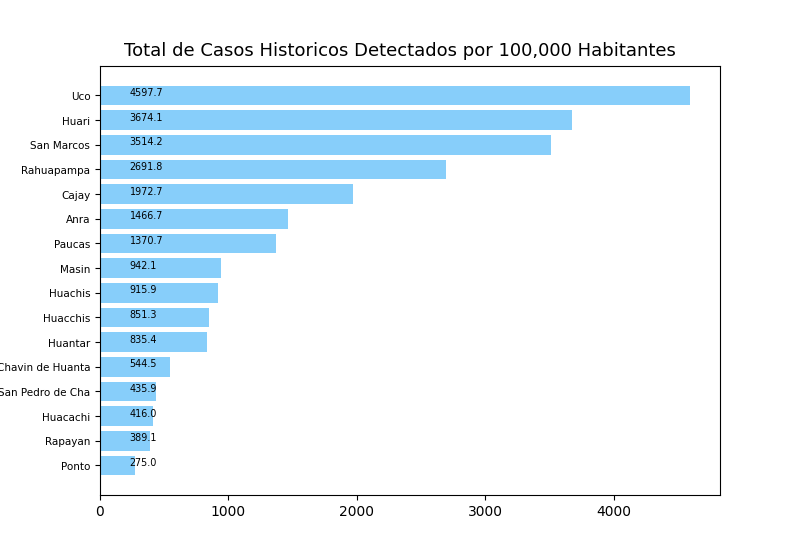 Total de Casos Historicos Detectados por 100,000 Habitantes
Uco 4597.7
Huari 3674.1
San Marcos 3514.2
Rahuapampa 2691.8
Cajay 1972.7
Anra 1466.7
Paucas 1370.7
Masin 942.1
Huachis 915.9
Huacchis 851.3
Huantar 835.4
Chavin de Huanta 544.5
San Pedro de Cha 435.9
Huacachi 416.0
Rapayan 389.1
Ponto 275.0
0 1000 2000 3000 4000